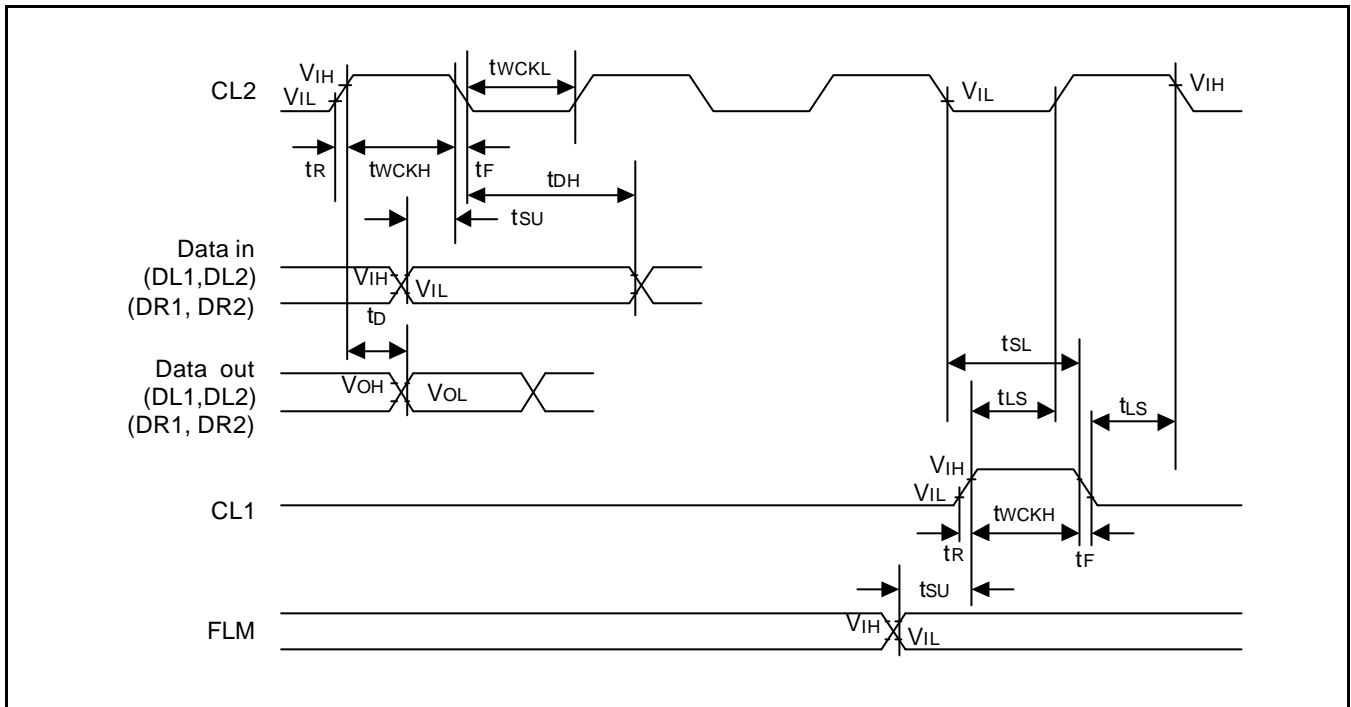 tWCKL
VIH
CL2
VIL
VIL
VIH
tR
tWCKH
tF
tDH
tSU
Data in
(DL1,DL2)
(DR1, DR2)
VIH
VIL
tD
Data out
(DL1,DL2)
(DR1, DR2)
VOH
VOL
tSL
tLS
tLS
VIH
VIL
CL1
tWCKH
tR
tF
tSU
FLM
VIH
VIL